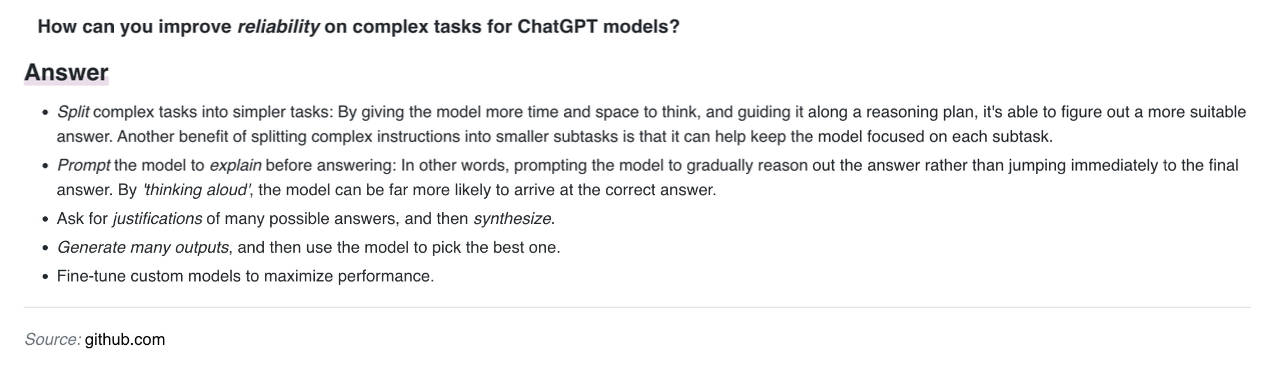 How can you improve reliability on complex tasks for ChatGPT models?
Answer
• Split complex tasks into simpler tasks: By giving the model more time and space to think, and guiding it along a reasoning plan, it's able to figure out a more suitable
answer. Another benefit of splitting complex instructions into smaller subtasks is that it can help keep the model focused on each subtask.
• Prompt the model to explain before answering: In other words, prompting the model to gradually reason out the answer rather than jumping immediately to the final
answer. By 'thinking aloud', the model can be far more likely to arrive at the correct answer.
• Ask for justifications of many possible answers, and then synthesize.
• Generate many outputs, and then use the model to pick the best one.
• Fine-tune custom models to maximize performance.
Source: github.com